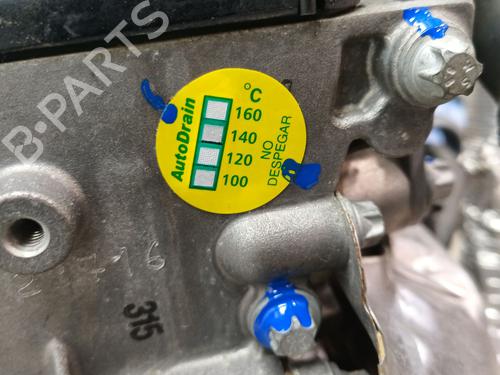 B-PARTS
AutoDrain
°C
160
140
120
100
NO
DESPEGAR
315